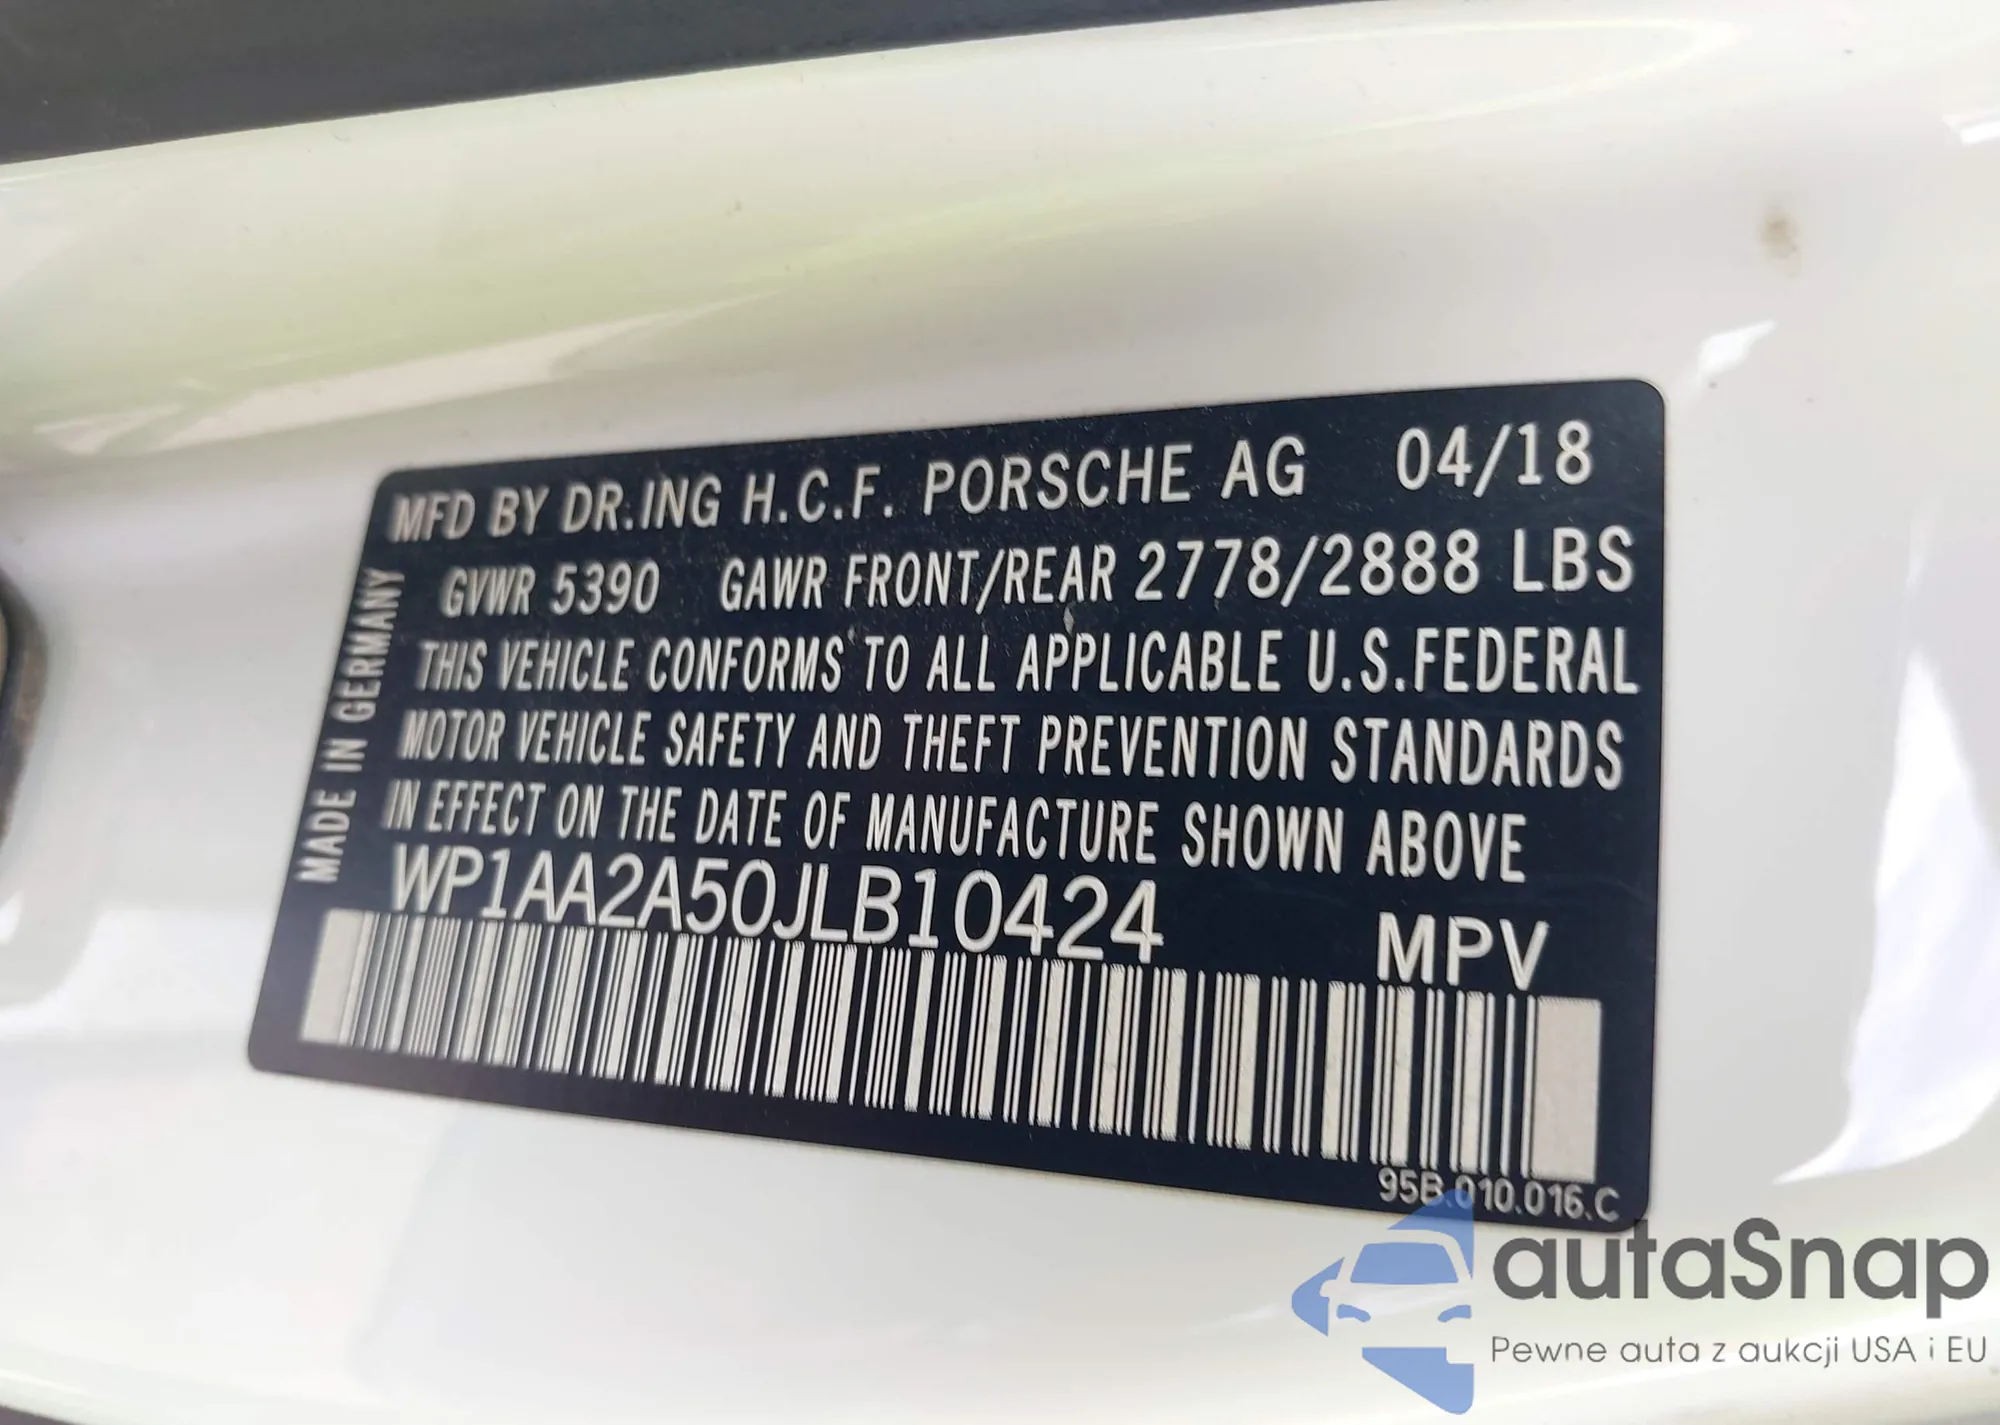 MFD BY DR.ING H.C.F. PORSCHE AG 04/18
GVWR 5390 GAWR FRONT/REAR 2778/2888 LBS
THIS VEHICLE CONFORMS TO ALL APPLICABLE U.S.FEDERAL
MOTOR VEHICLE SAFETY AND THEFT PREVENTION STANDARDS
IN EFFECT ON THE DATE OF MANUFACTURE SHOWN ABOVE
WP1AA2A50JLB10424 MPV
MADE IN GERMANY
95B.010.016.C
autaSnap
Pewne auta z aukcji USA i EU